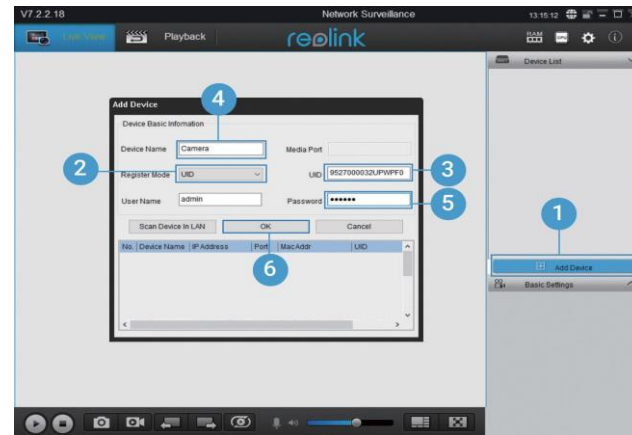 V7.2.2.18 Network Surveillance 13:15:12
Live View Playback reolink RAM CPU
Device List
Add Device
4
Device Basic Infomation
Device Name Camera Media Port
2 Register Mode UID UID 9527000032UPWPF0 3
User Name admin Password •••••• 5
1
Scan Device in LAN OK Cancel
No. Device Name IP Address Port MacAddr UID
6
Add Device
Basic Settings